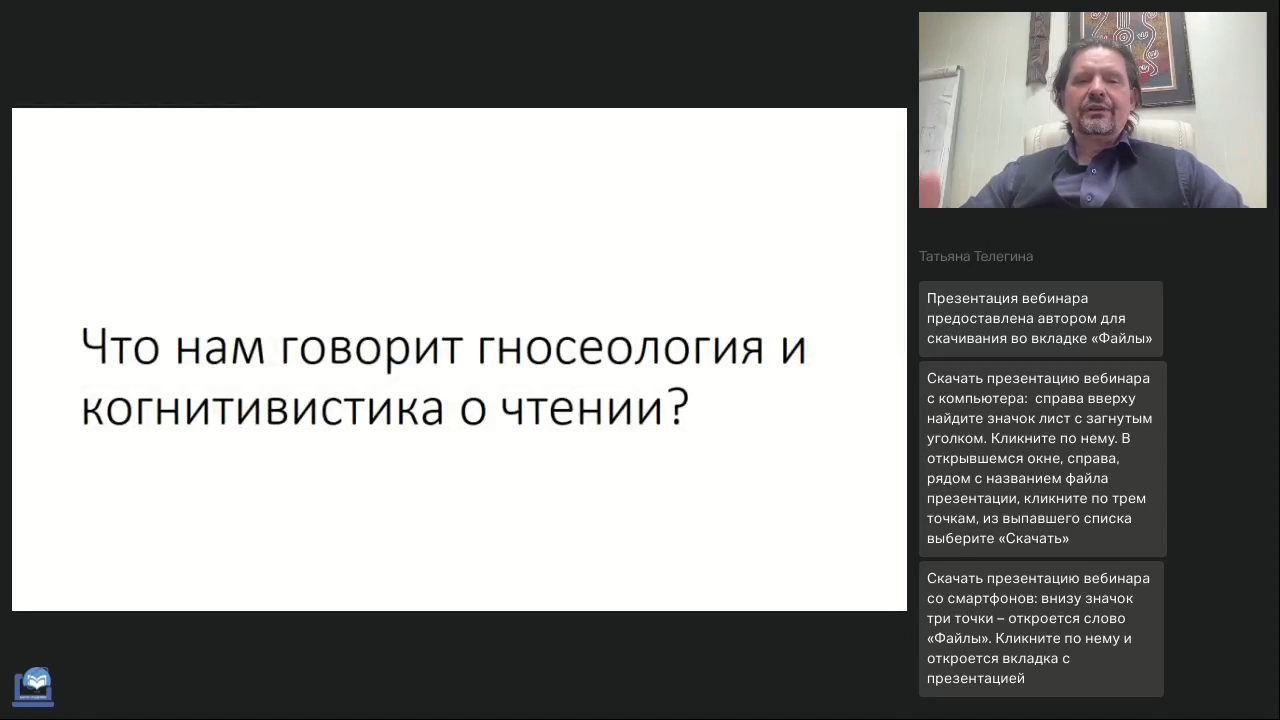 Что нам говорит гносеология и
когнитивистика о чтении?
Татьяна Телегина
Презентация вебинара
предоставлена автором для
скачивания во вкладке «Файлы»
Скачать презентацию вебинара
с компьютера:  справа вверху
найдите значок лист с загнутым
уголком. Кликните по нему. В
открывшемся окне, справа,
рядом с названием файла
презентации, кликните по трем
точкам, из выпавшего списка
выберите «Скачать»
Скачать презентацию вебинара
со смартфонов: внизу значок
три точки – откроется слово
«Файлы». Кликните по нему и
откроется вкладка с
презентацией